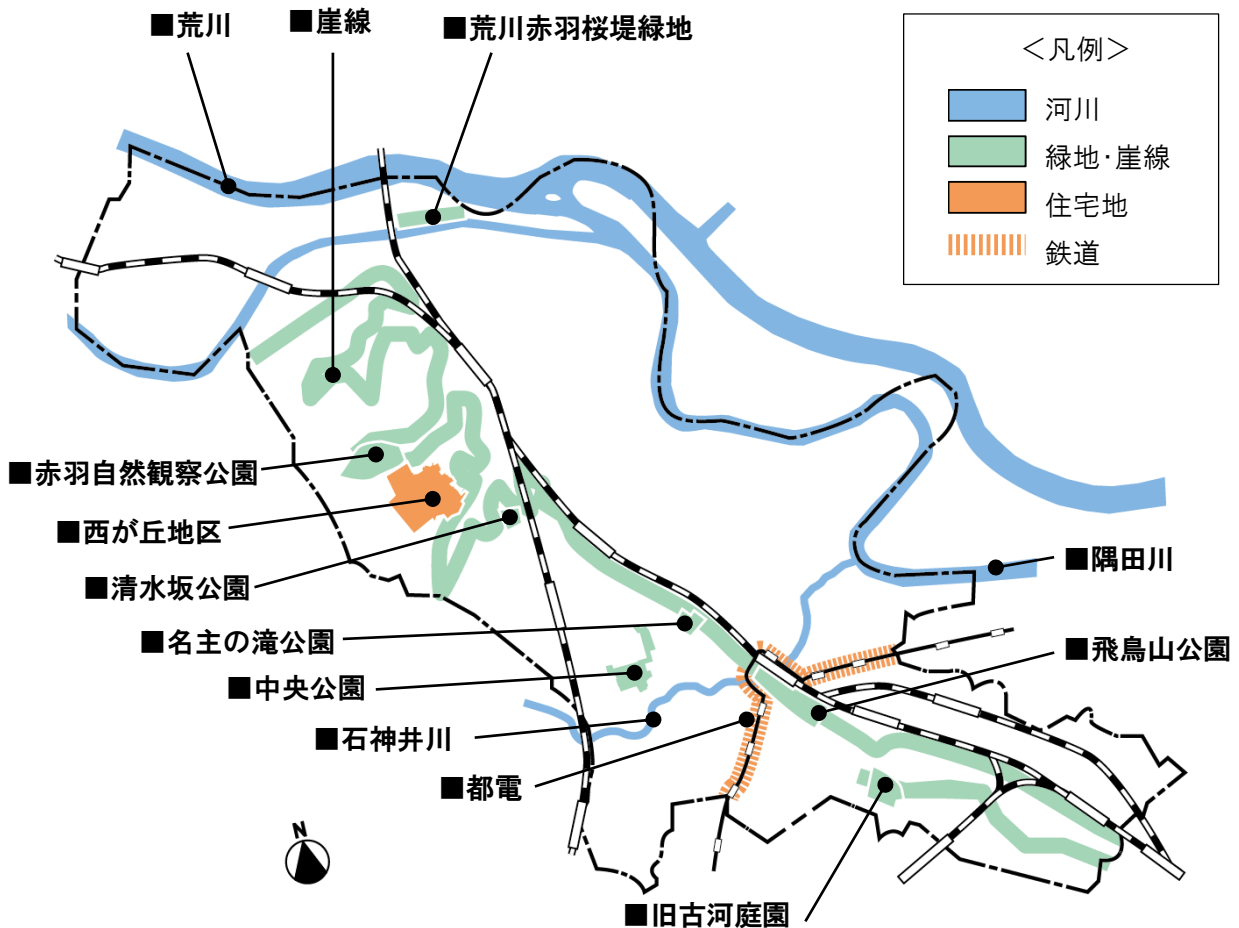 ■荒川
■崖線
■荒川赤羽桜堤緑地
＜凡例＞
河川
緑地・崖線
住宅地
鉄道
■赤羽自然観察公園
■西が丘地区
■清水坂公園
■名主の滝公園
■中央公園
■石神井川
■都電
■隅田川
■飛鳥山公園
■旧古河庭園
N